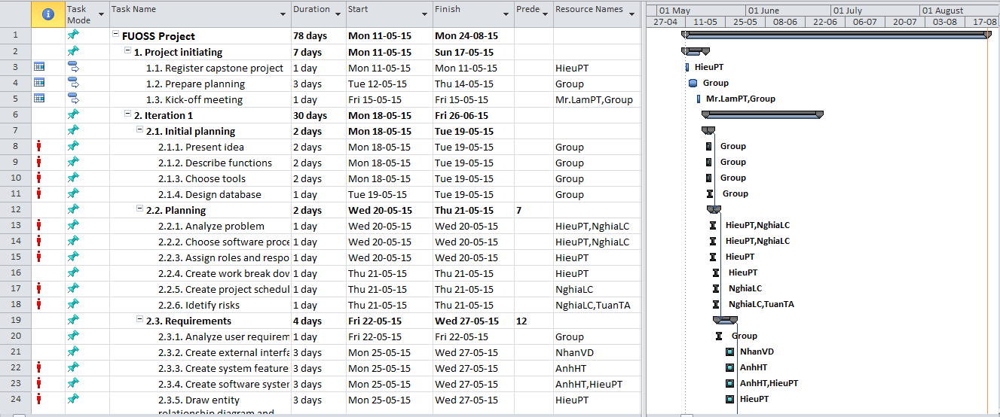 Task Mode Task Name Duration Start Finish Prede Resource Names
01 May 01 June 01 July 01 August
27-04 11-05 25-05 08-06 22-06 06-07 20-07 03-08 17-08
1 FUOSS Project 78 days Mon 11-05-15 Mon 24-08-15
2 1. Project initiating 7 days Mon 11-05-15 Sun 17-05-15
3 1.1. Register capstone project 1 day Mon 11-05-15 Mon 11-05-15 HieuPT HieuPT
4 1.2. Prepare planning 3 days Tue 12-05-15 Thu 14-05-15 Group Group
5 1.3. Kick-off meeting 1 day Fri 15-05-15 Fri 15-05-15 Mr.LamPT,Group Mr.LamPT,Group
6 2. Iteration 1 30 days Mon 18-05-15 Fri 26-06-15
7 2.1. Initial planning 2 days Mon 18-05-15 Tue 19-05-15
8 2.1.1. Present idea 2 days Mon 18-05-15 Tue 19-05-15 Group Group
9 2.1.2. Describe functions 2 days Mon 18-05-15 Tue 19-05-15 Group Group
10 2.1.3. Choose tools 2 days Mon 18-05-15 Tue 19-05-15 Group Group
11 2.1.4. Design database 1 day Tue 19-05-15 Tue 19-05-15 Group Group
12 2.2. Planning 2 days Wed 20-05-15 Thu 21-05-15 7
13 2.2.1. Analyze problem 1 day Wed 20-05-15 Wed 20-05-15 HieuPT,NghiaLC HieuPT,NghiaLC
14 2.2.2. Choose software proce 1 day Wed 20-05-15 Wed 20-05-15 HieuPT,NghiaLC HieuPT,NghiaLC
15 2.2.3. Assign roles and respo 1 day Wed 20-05-15 Wed 20-05-15 HieuPT HieuPT
16 2.2.4. Create work break dow 1 day Thu 21-05-15 Thu 21-05-15 HieuPT HieuPT
17 2.2.5. Create project schedul 1 day Thu 21-05-15 Thu 21-05-15 NghiaLC NghiaLC
18 2.2.6. Idetify risks 1 day Thu 21-05-15 Thu 21-05-15 NghiaLC,TuanTA NghiaLC,TuanTA
19 2.3. Requirements 4 days Fri 22-05-15 Wed 27-05-15 12
20 2.3.1. Analyze user requirem 1 day Fri 22-05-15 Fri 22-05-15 Group Group
21 2.3.2. Create external interfa 3 days Mon 25-05-15 Wed 27-05-15 NhanVD NhanVD
22 2.3.3. Create system feature 3 days Mon 25-05-15 Wed 27-05-15 AnhHT AnhHT
23 2.3.4. Create software system 3 days Mon 25-05-15 Wed 27-05-15 AnhHT,HieuPT AnhHT,HieuPT
24 2.3.5. Draw entity 3 days Mon 25-05-15 Wed 27-05-15 HieuPT HieuPT
relationship diagram and